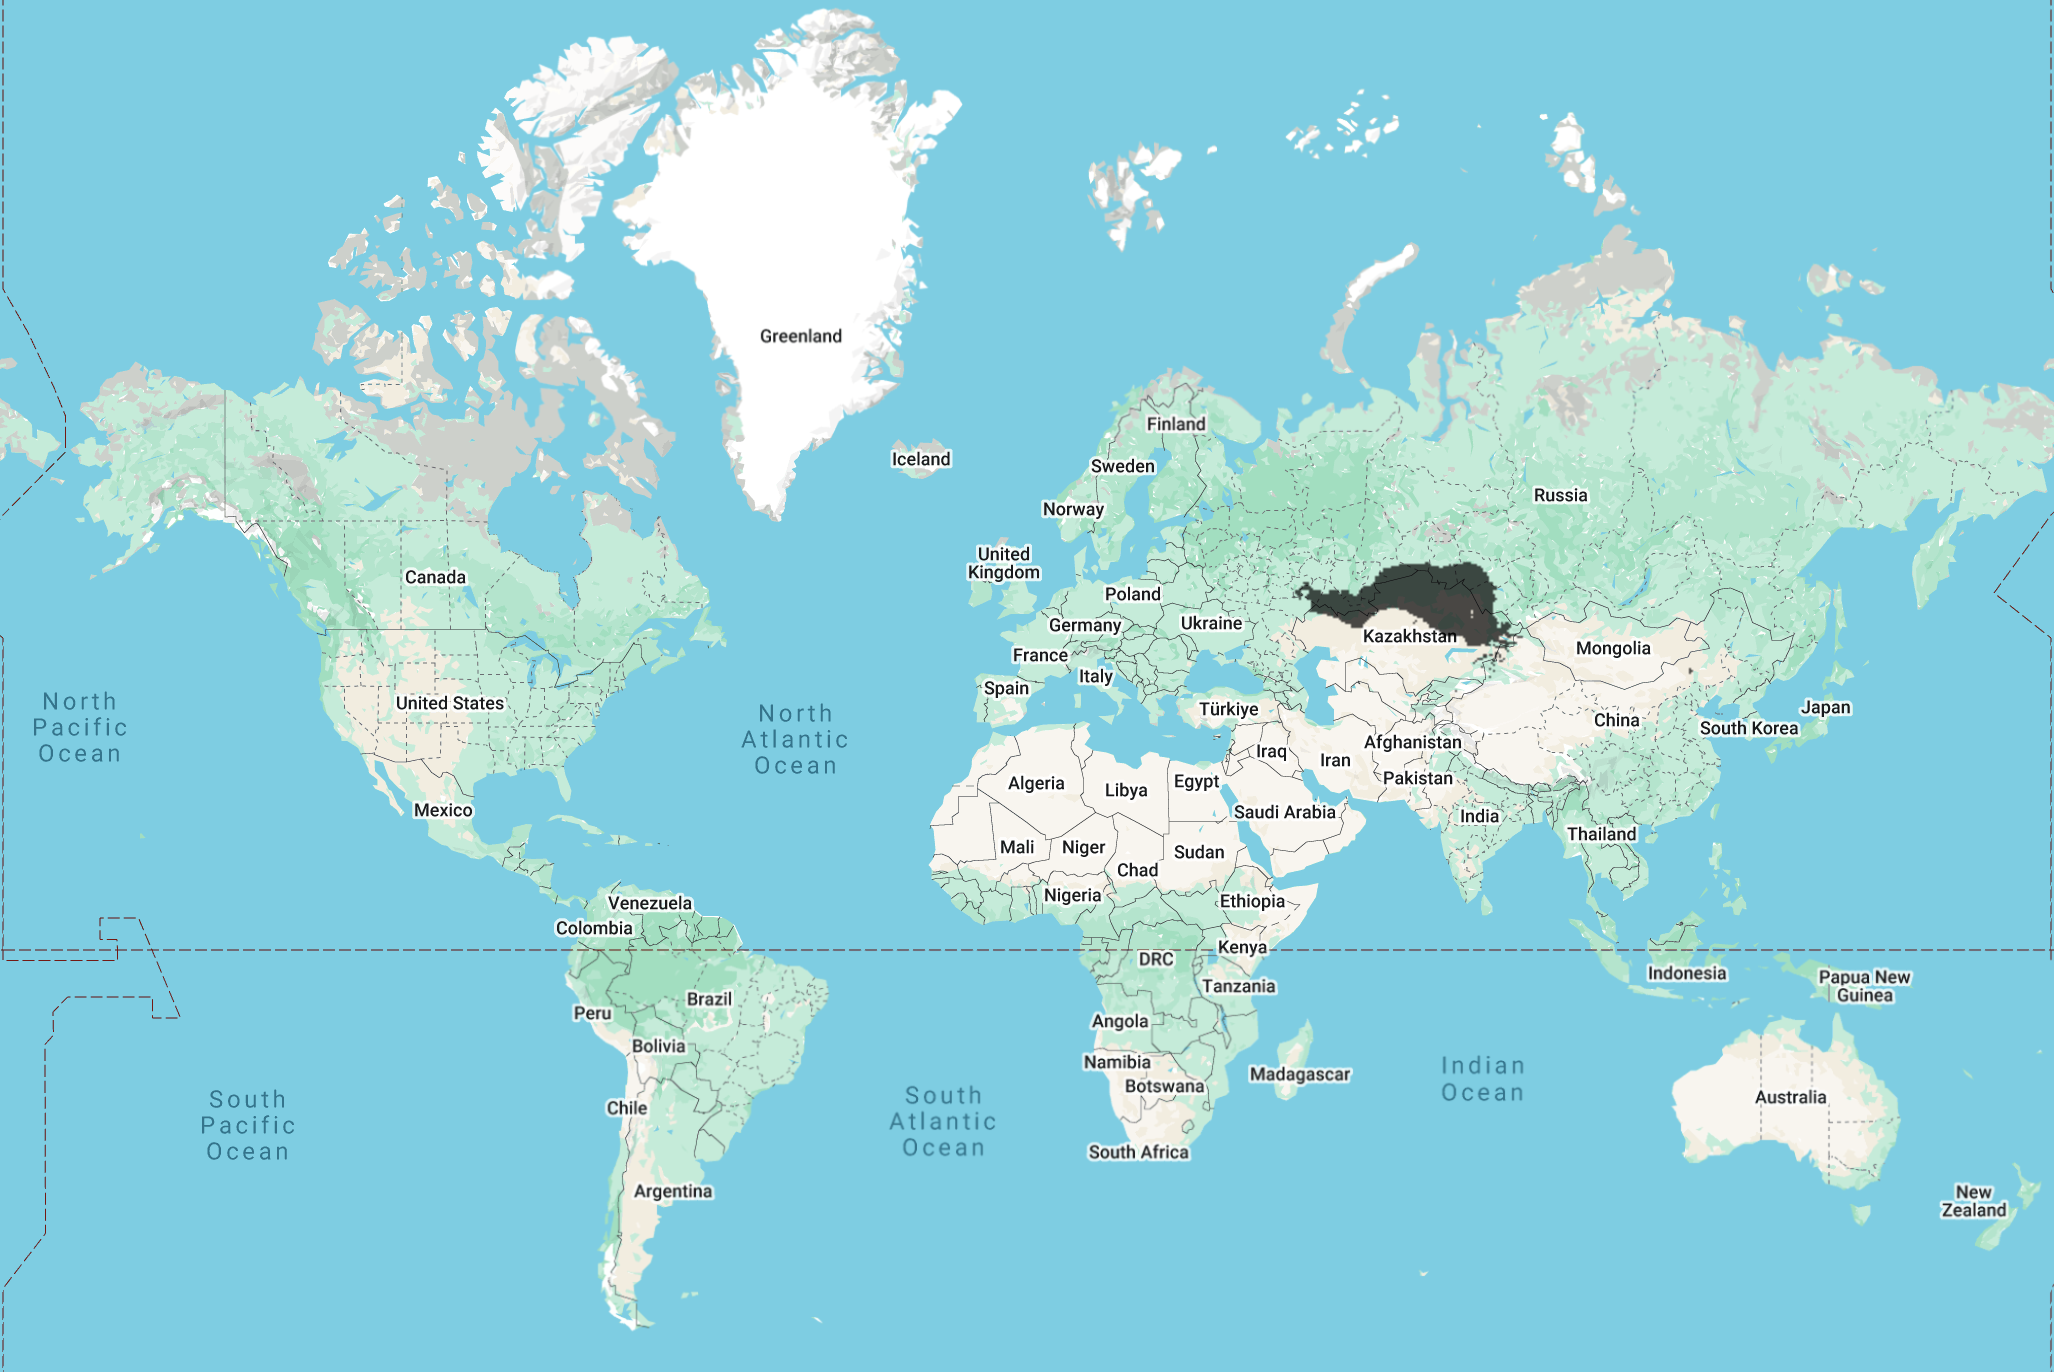 Greenland
Finland
Iceland
Sweden
Russia
Norway
United
Kingdom
Canada
Poland
Germany
Ukraine
Kazakhstan
Mongolia
France
Italy
Spain
North
Pacific
Ocean
United States
North
Atlantic
Ocean
Türkiye
China
Japan
South Korea
Afghanistan
Iraq
Iran
Pakistan
Algeria
Libya
Egypt
Mexico
Saudi Arabia
India
Thailand
Mali
Niger
Sudan
Chad
Nigeria
Ethiopia
Venezuela
Colombia
Kenya
DRC
Indonesia
Papua New
Guinea
Tanzania
Brazil
Peru
Angola
Bolivia
Namibia
Botswana
Madagascar
Indian
Ocean
Australia
Chile
South
Pacific
Ocean
South
Atlantic
Ocean
South Africa
Argentina
New
Zealand